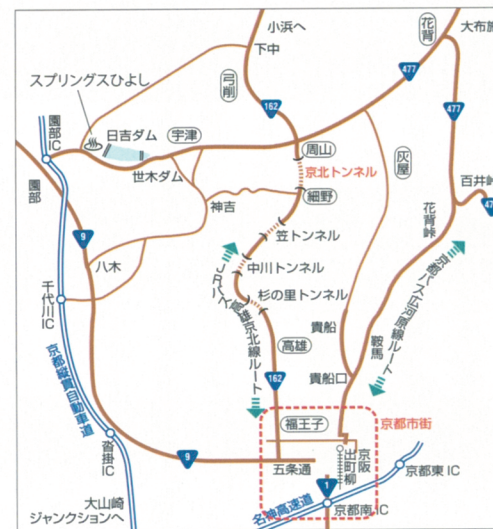 小浜へ
下中
花背
大布施
477
スプリングスひよし
弓削
162
477
園部IC
日吉ダム
宇津
周山
灰屋
世木ダム
京北トンネル
細野
園部
神吉
花背峠
百井峠
9
笠トンネル
八木
中川トンネル
千代川IC
杉の里トンネル
JRバス高雄京北線ルート
京都バス広河原線ルート
高雄
貴船
鞍馬
京都縦貫自動車道
162
貴船口
福王子
京都市街
沓掛IC
9
五条通
京阪
出町柳
京都東IC
大山崎
ジャンクションへ
1
名神高速道
京都南IC